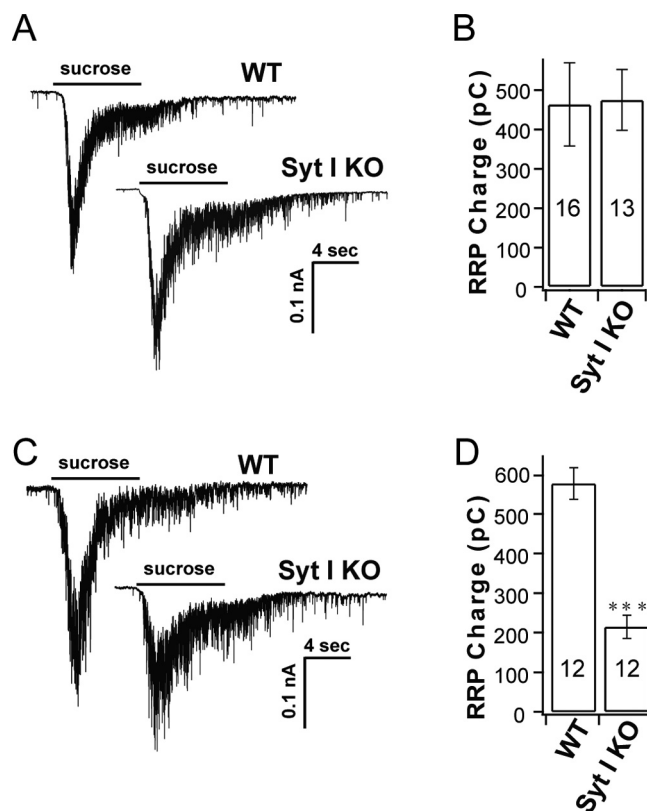 A
sucrose
WT
sucrose
Syt I KO
4 sec
0.1 nA
B
RRP Charge (pC)
500
400
300
200
100
0
16
13
WT
Syt I KO
C
sucrose
WT
sucrose
Syt I KO
4 sec
0.1 nA
D
RRP Charge (pC)
600
500
400
300
200
100
0
***
12
12
WT
Syt I KO